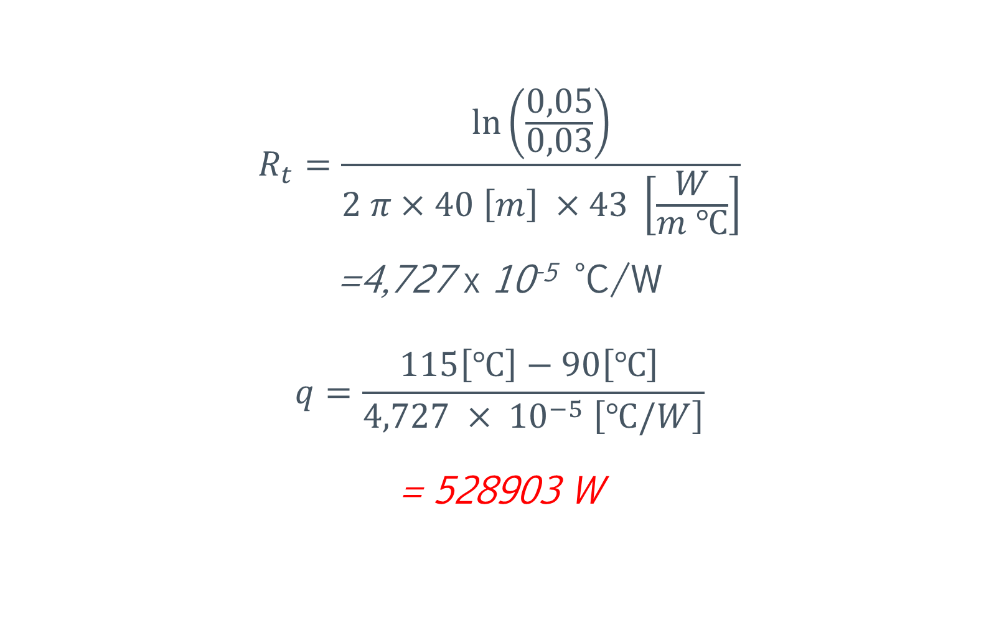 R_t = ln(0,05/0,03) / (2 π × 40 [m] × 43 [W/(m °C)])
=4,727 x 10^-5 °C/W
q = (115[°C] − 90[°C]) / (4,727 × 10^−5 [°C/W])
= 528903 W